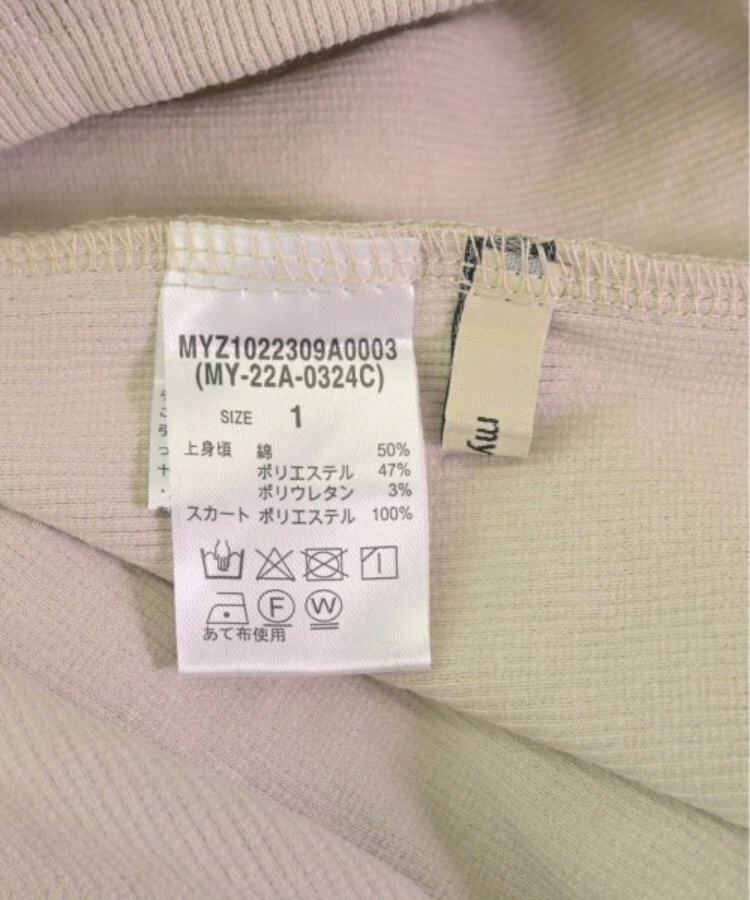 MYZ1022309A0003
(MY-22A-0324C)
SIZE 1
上身頃 綿 50%
ポリエステル 47%
ポリウレタン 3%
スカート ポリエステル 100%
F W
あて布使用
my